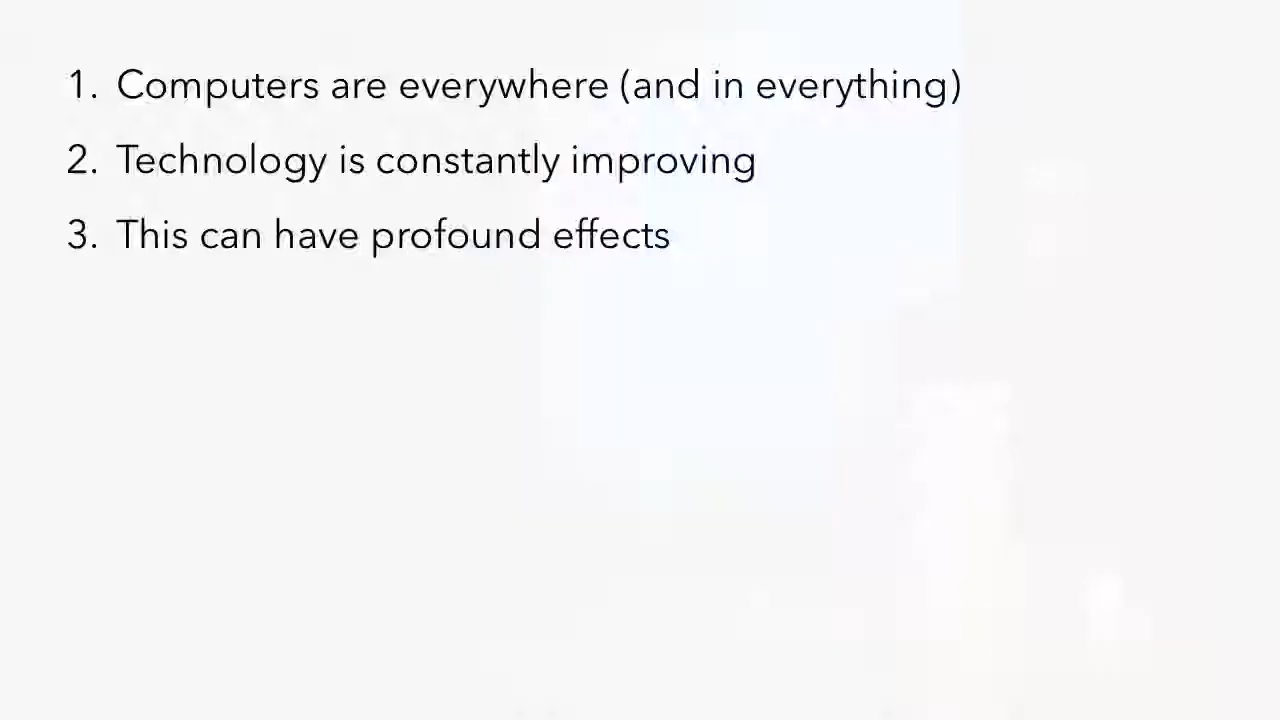 1. Computers are everywhere (and in everything)
2. Technology is constantly improving
3. This can have profound effects